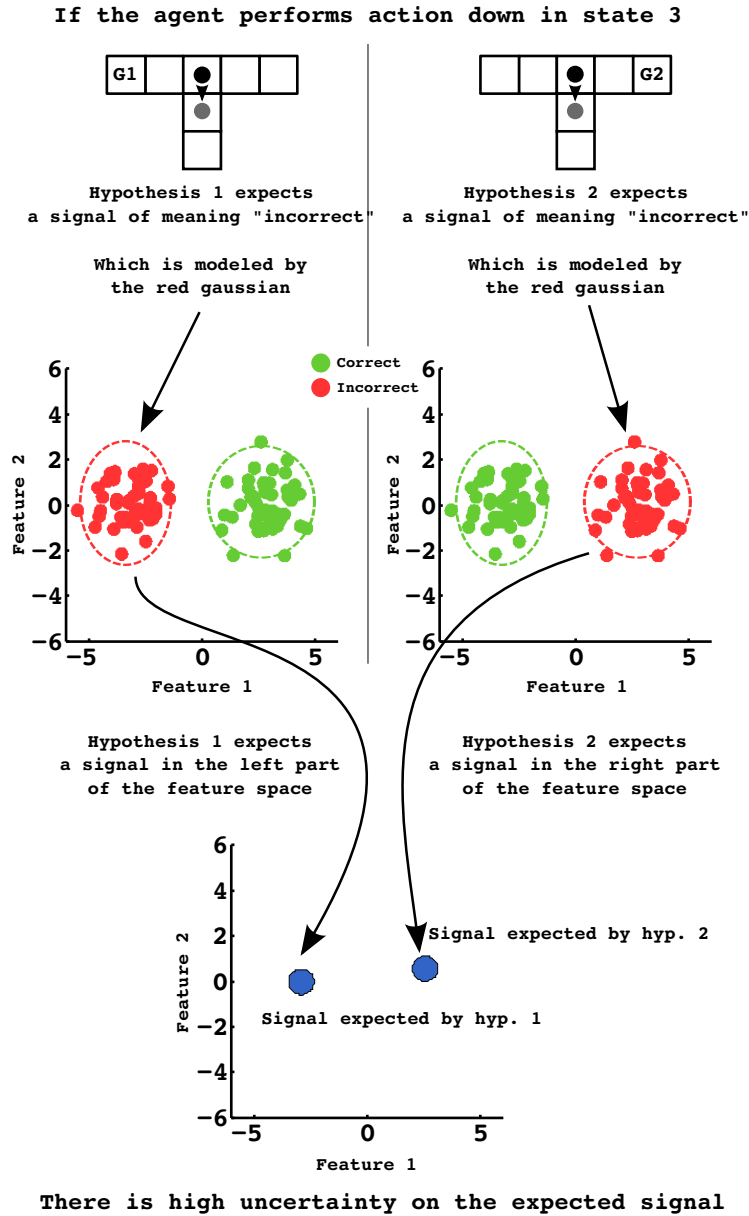 If the agent performs action down in state 3
G1
G2
Hypothesis 1 expects
a signal of meaning "incorrect"
Hypothesis 2 expects
a signal of meaning "incorrect"
Which is modeled by
the red gaussian
Which is modeled by
the red gaussian
Correct
Incorrect
6
4
2
0
−2
−4
−6
−5
0
5
Feature 2
Feature 1
6
4
2
0
−2
−4
−6
−5
0
5
Feature 2
Feature 1
Hypothesis 1 expects
a signal in the left part
of the feature space
Hypothesis 2 expects
a signal in the right part
of the feature space
6
4
2
0
−2
−4
−6
−5
0
5
Feature 2
Feature 1
Signal expected by hyp. 2
Signal expected by hyp. 1
There is high uncertainty on the expected signal